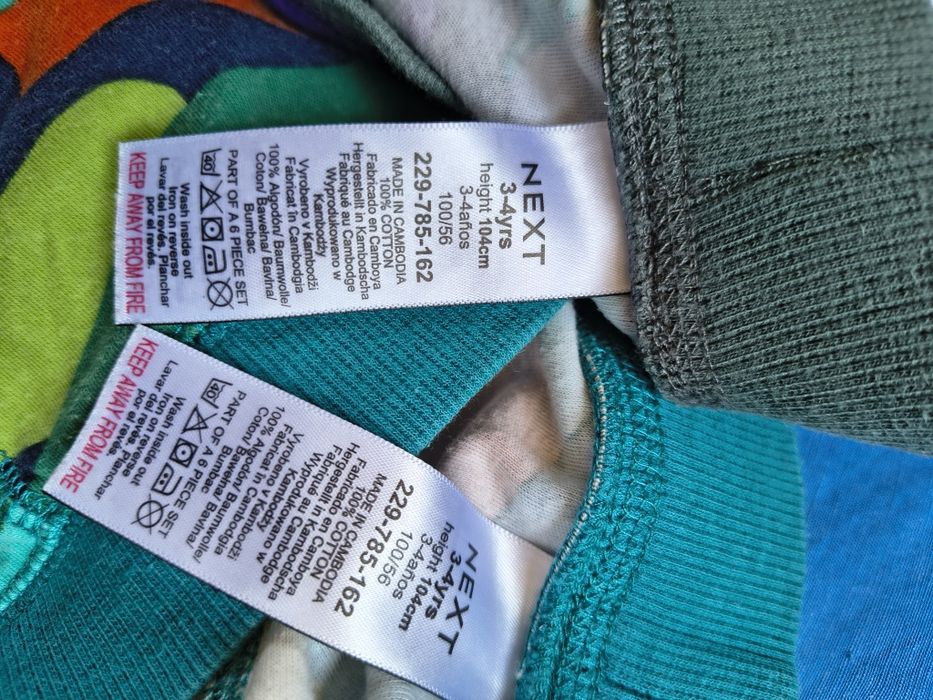 NEXT
3-4yrs
height 104cm
3-4años
100/56
229-785-162
MADE IN CAMBODIA
100% COTTON
Fabricado en Camboya
Hergestellt in Kambodscha
Fabriqué au Cambodge
Wyprodukowano w
Kambodży
Vyrobeno v Kambodži
Fabricat în Cambodgia
100% Algodón/ Baumwolle/
Coton/ Bawełna/ Bavlna/
Bumbac
PART OF A 6 PIECE SET
40
Wash inside out
Iron on reverse
Lavar del revés, Planchar
por el revés.
KEEP AWAY FROM FIRE
NEXT
3-4yrs
height 104cm
3-4años
100/56
229-785-162
MADE IN CAMBODIA
100% COTTON
Fabricado en Camboya
Hergestellt in Kambodscha
Fabriqué au Cambodge
Wyprodukowano w
Kambodży
Vyrobeno v Kambodži
Fabricat în Cambodgia
100% Algodón/ Baumwolle/
Coton/ Bawełna/ Bavlna/
Bumbac
PART OF A 6 PIECE SET
40
Wash inside out
Iron on reverse
Lavar del revés, Planchar
por el revés.
KEEP AWAY FROM FIRE